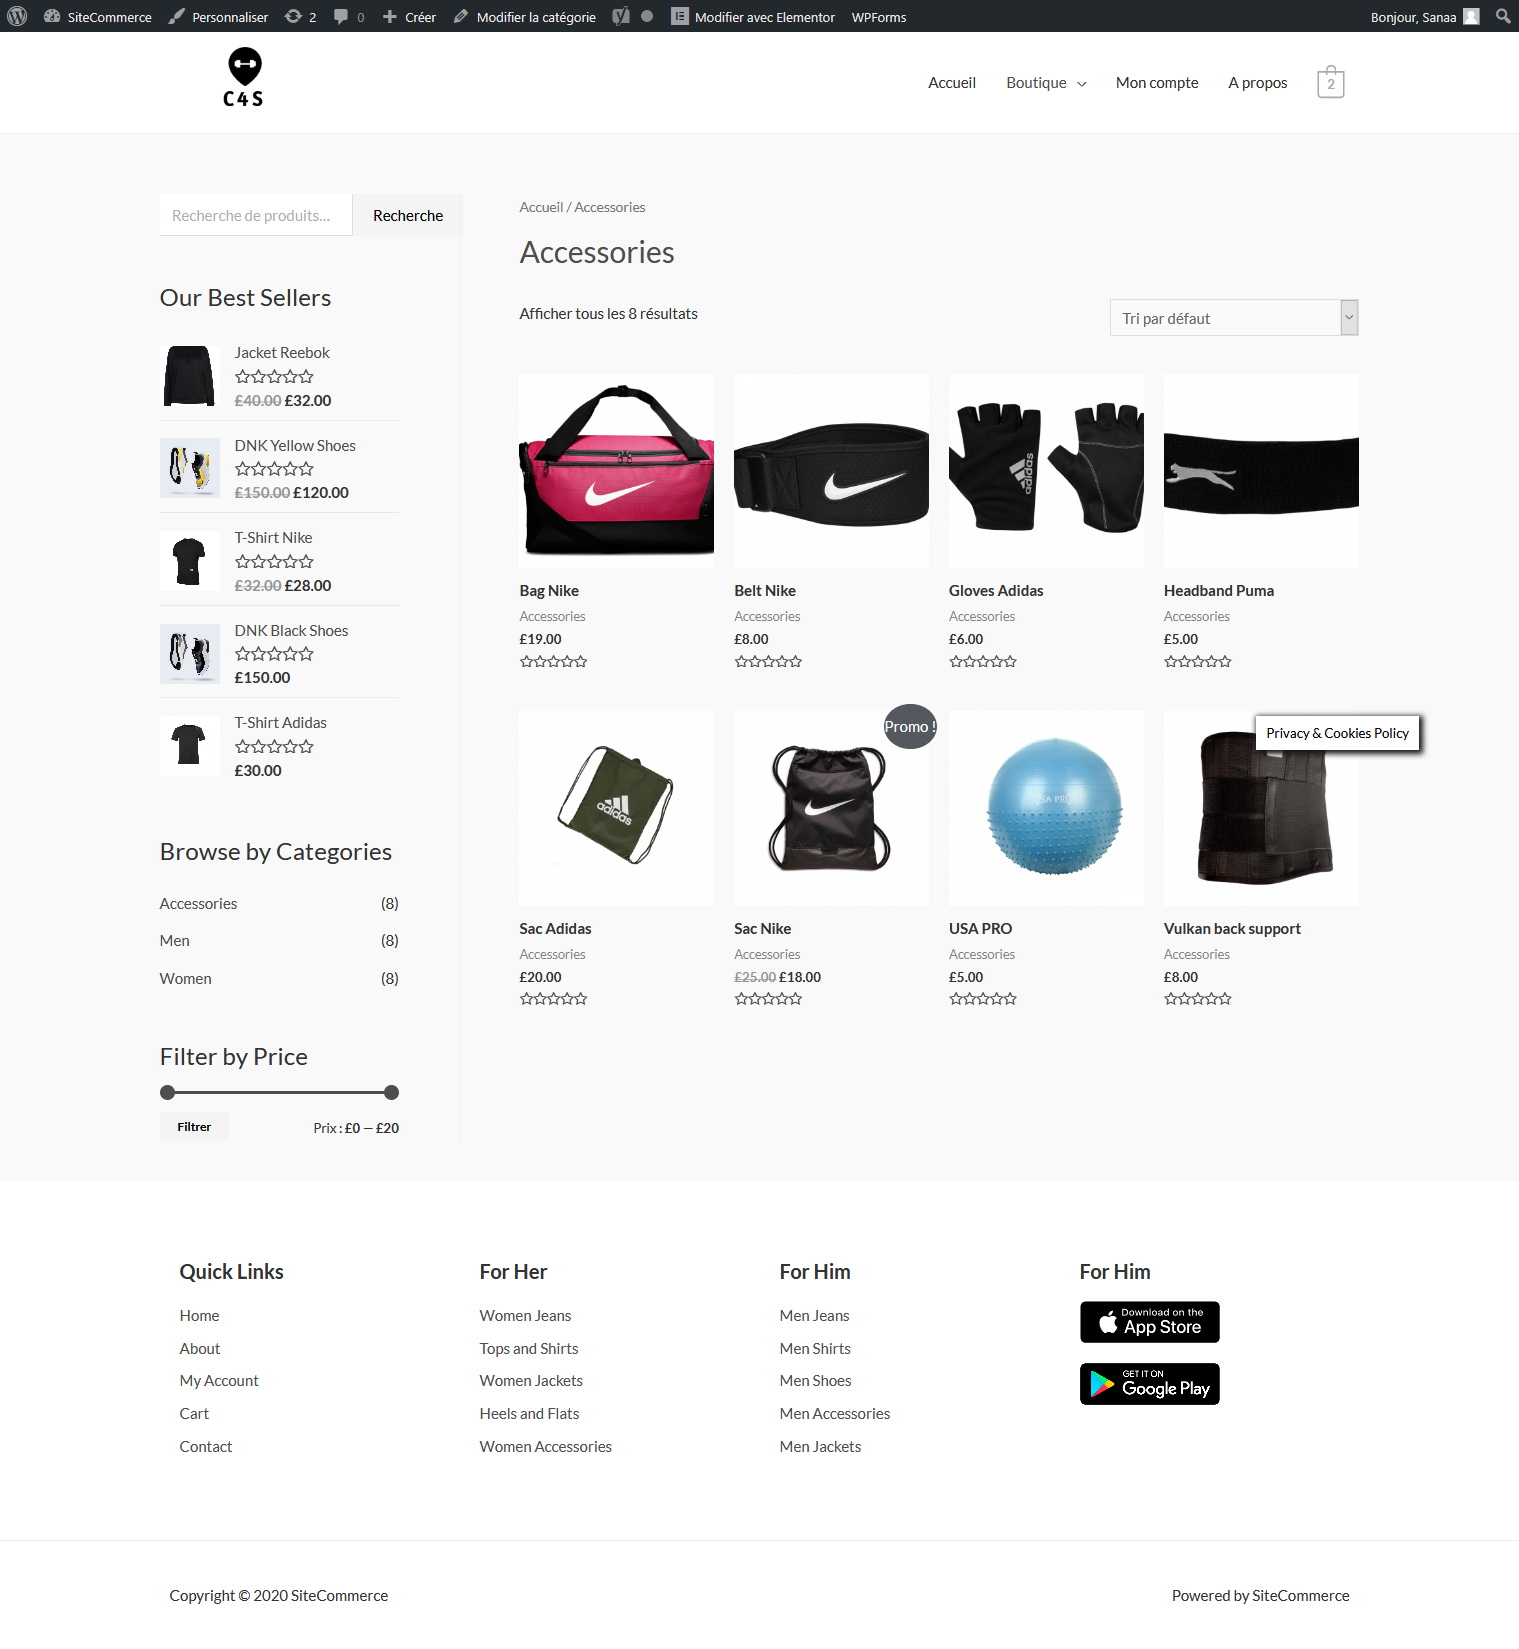 SiteCommerce Personnaliser 2 0 Créer Modifier la catégorie Modifier avec Elementor WPForms Bonjour, Sanaa
C4S
Accueil Boutique Mon compte A propos 2
Recherche de produits... Recherche
Our Best Sellers
Jacket Reebok
£40.00 £32.00
DNK Yellow Shoes
£150.00 £120.00
T-Shirt Nike
£32.00 £28.00
DNK Black Shoes
£150.00
T-Shirt Adidas
£30.00
Browse by Categories
Accessories (8)
Men (8)
Women (8)
Filter by Price
Filtrer Prix : £0 — £20
Accueil / Accessories
Accessories
Afficher tous les 8 résultats
Tri par défaut
adidas
Bag Nike
Accessories
£19.00
Belt Nike
Accessories
£8.00
Gloves Adidas
Accessories
£6.00
Headband Puma
Accessories
£5.00
adidas
Promo !
USA PRO
Privacy & Cookies Policy
Sac Adidas
Accessories
£20.00
Sac Nike
Accessories
£25.00 £18.00
USA PRO
Accessories
£5.00
Vulkan back support
Accessories
£8.00
Quick Links
Home
About
My Account
Cart
Contact
For Her
Women Jeans
Tops and Shirts
Women Jackets
Heels and Flats
Women Accessories
For Him
Men Jeans
Men Shirts
Men Shoes
Men Accessories
Men Jackets
For Him
Download on the
App Store
GET IT ON
Google Play
Copyright © 2020 SiteCommerce
Powered by SiteCommerce